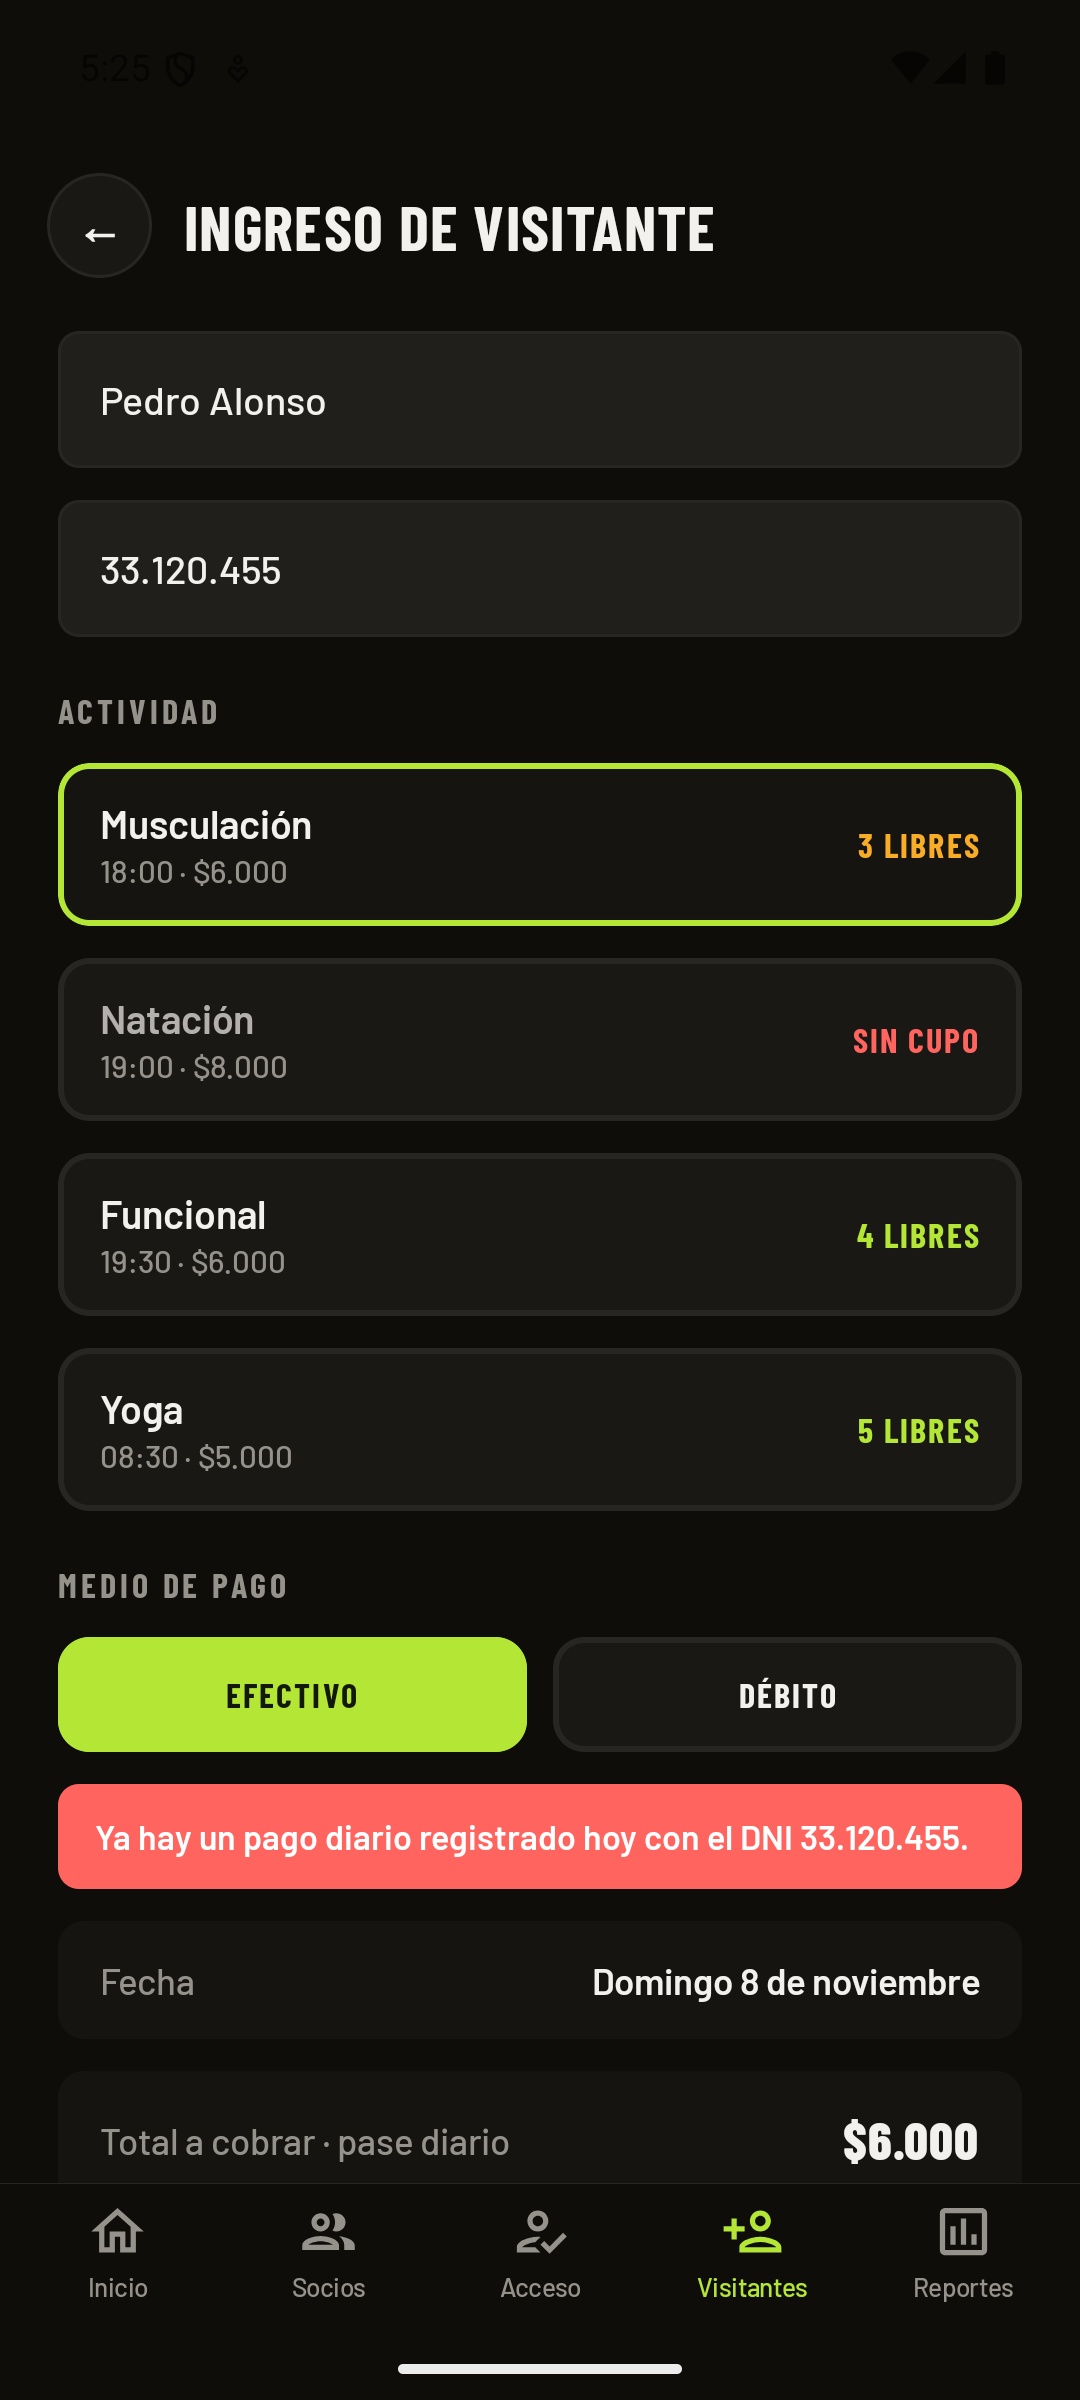 5:25
INGRESO DE VISITANTE
Pedro Alonso
33.120.455
ACTIVIDAD
Musculación
18:00 · $6.000
3 LIBRES
Natación
19:00 · $8.000
SIN CUPO
Funcional
19:30 · $6.000
4 LIBRES
Yoga
08:30 · $5.000
5 LIBRES
MEDIO DE PAGO
EFECTIVO
DÉBITO
Ya hay un pago diario registrado hoy con el DNI 33.120.455.
Fecha
Domingo 8 de noviembre
Total a cobrar · pase diario
$6.000
Inicio
Socios
Acceso
Visitantes
Reportes